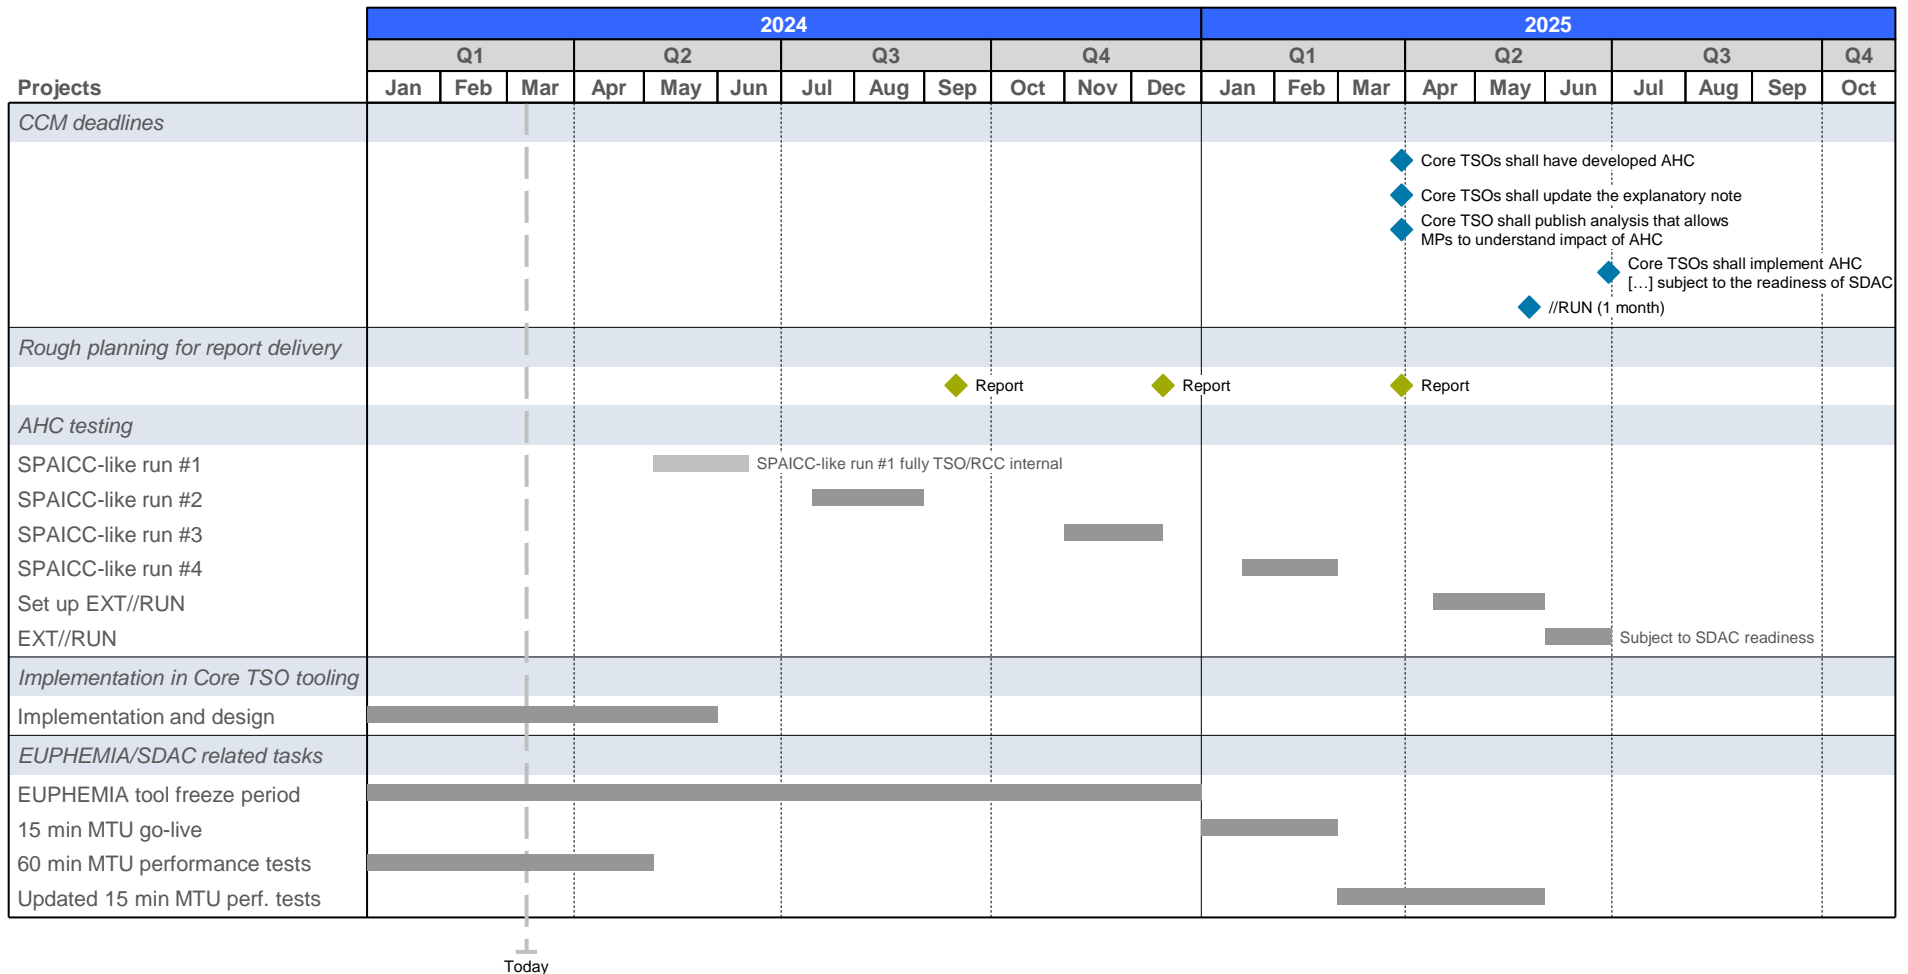 2024 2025
Q1 Q2 Q3 Q4 Q1 Q2 Q3 Q4
Projects Jan Feb Mar Apr May Jun Jul Aug Sep Oct Nov Dec Jan Feb Mar Apr May Jun Jul Aug Sep Oct
CCM deadlines
Core TSOs shall have developed AHC
Core TSOs shall update the explanatory note
Core TSO shall publish analysis that allows
MPs to understand impact of AHC
Core TSOs shall implement AHC
[…] subject to the readiness of SDAC
//RUN (1 month)
Rough planning for report delivery
Report Report Report
AHC testing
SPAICC-like run #1 SPAICC-like run #1 fully TSO/RCC internal
SPAICC-like run #2
SPAICC-like run #3
SPAICC-like run #4
Set up EXT//RUN
EXT//RUN Subject to SDAC readiness
Implementation in Core TSO tooling
Implementation and design
EUPHEMIA/SDAC related tasks
EUPHEMIA tool freeze period
15 min MTU go-live
60 min MTU performance tests
Updated 15 min MTU perf. tests
Today